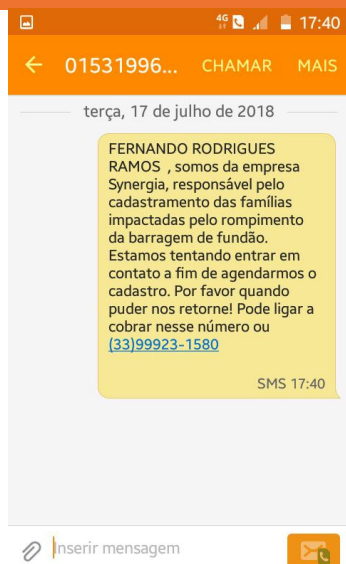 4G 17:40
01531996... CHAMAR MAIS
terça, 17 de julho de 2018
FERNANDO RODRIGUES
RAMOS , somos da empresa
Synergia, responsável pelo
cadastramento das famílias
impactadas pelo rompimento
da barragem de fundão.
Estamos tentando entrar em
contato a fim de agendarmos o
cadastro. Por favor quando
puder nos retorne! Pode ligar a
cobrar nesse número ou
(33)99923-1580
SMS 17:40
Inserir mensagem